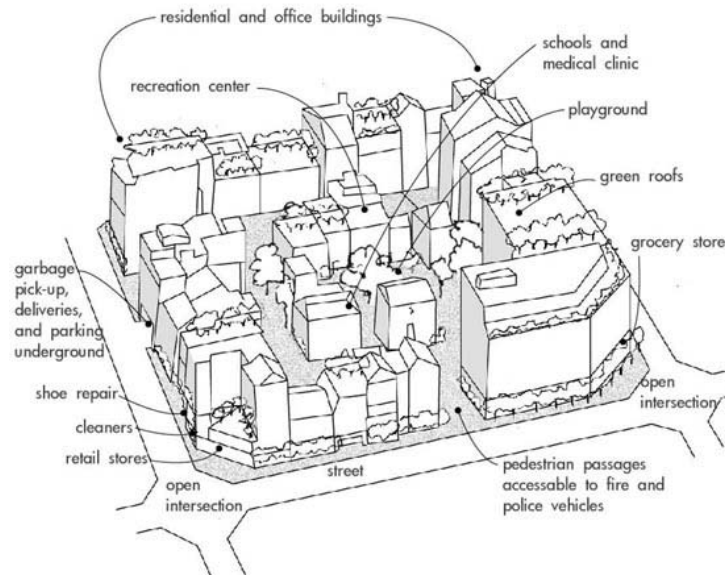 residential and office buildings
schools and
medical clinic
recreation center
playground
green roofs
grocery store
garbage
pick-up,
deliveries,
and parking
underground
shoe repair
cleaners
retail stores
open
intersection
street
pedestrian passages
accessable to fire and
police vehicles
open
intersection